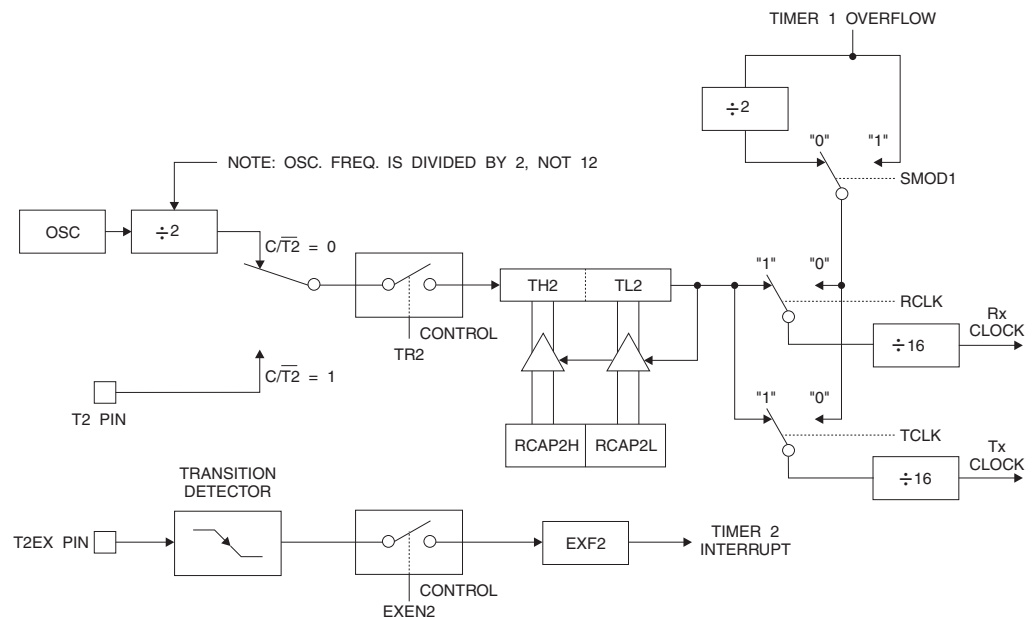 TIMER 1 OVERFLOW
÷2
"0" "1"
SMOD1
NOTE: OSC. FREQ. IS DIVIDED BY 2, NOT 12
OSC
÷2
C/T2̅ = 0
TH2 TL2
"1" "0"
RCLK
Rx
CLOCK
÷16
CONTROL
TR2
C/T2̅ = 1
T2 PIN
RCAP2H RCAP2L
"1" "0"
TCLK
Tx
CLOCK
÷16
TRANSITION
DETECTOR
T2EX PIN
EXF2
TIMER 2
INTERRUPT
CONTROL
EXEN2